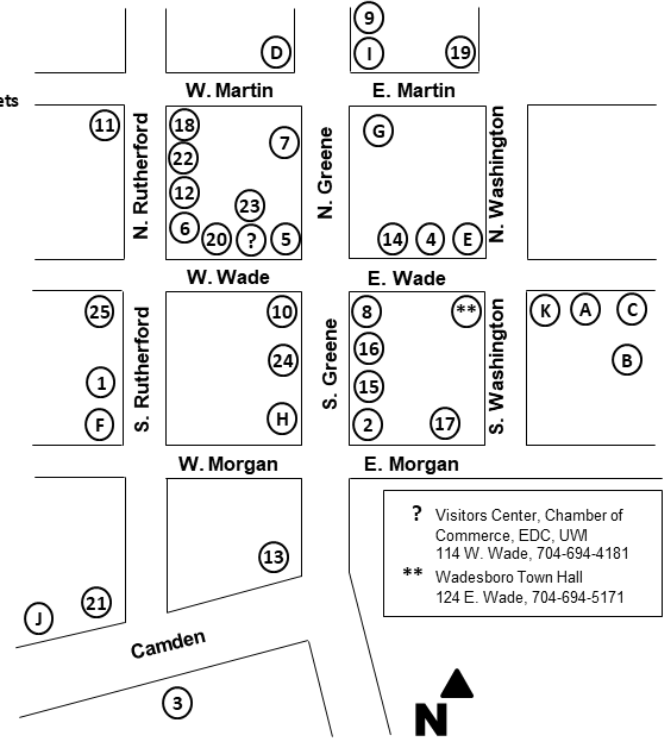 9
D
I
19
W. Martin
E. Martin
ets
11
N. Rutherford
18
7
N. Greene
G
N. Washington
22
12
23
6
20
?
5
14
4
E
W. Wade
E. Wade
25
S. Rutherford
10
S. Greene
8
**
S. Washington
K
A
C
24
16
B
1
15
F
H
2
17
W. Morgan
E. Morgan
? Visitors Center, Chamber of
Commerce, EDC, UWI
114 W. Wade, 704-694-4181
** Wadesboro Town Hall
124 E. Wade, 704-694-5171
13
21
J
Camden
3
N